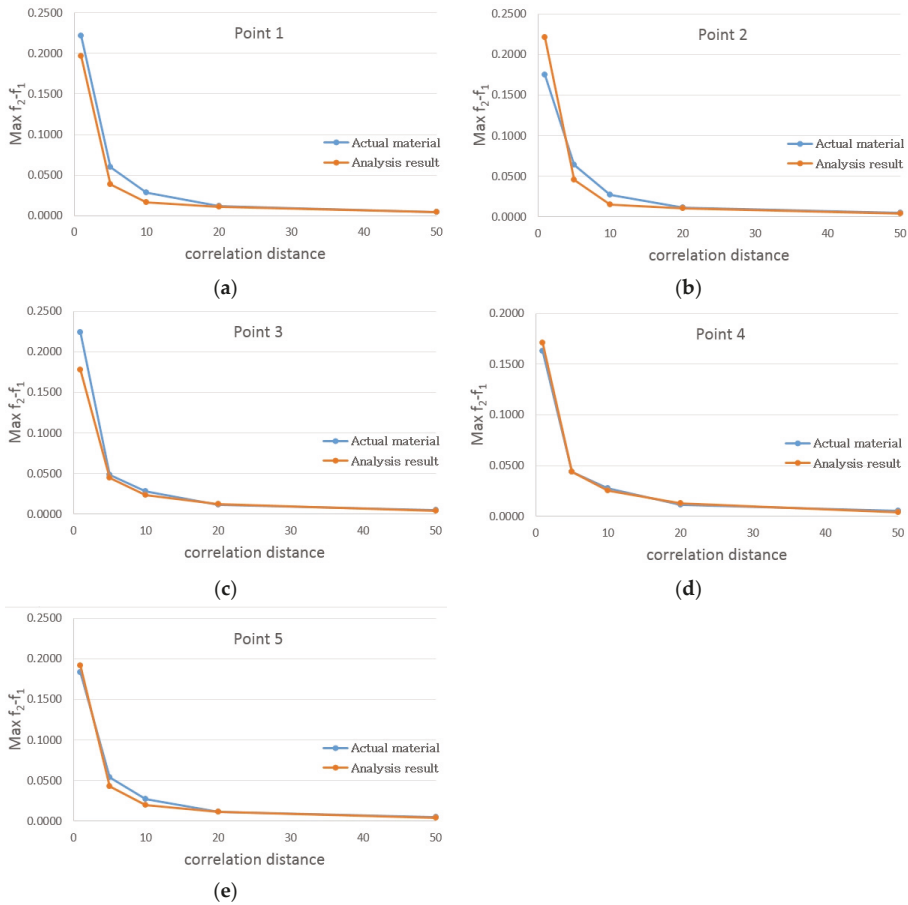 Point 1
Max f₂-f₁
0.2500
0.2000
0.1500
0.1000
0.0500
0.0000
0 10 20 30 40 50
correlation distance
Actual material
Analysis result
(a)
Point 2
Max f₂-f₁
0.2500
0.2000
0.1500
0.1000
0.0500
0.0000
0 10 20 30 40 50
correlation distance
Actual material
Analysis result
(b)
Point 3
Max f₂-f₁
0.2500
0.2000
0.1500
0.1000
0.0500
0.0000
0 10 20 30 40 50
correlation distance
Actual material
Analysis result
(c)
Point 4
Max f₂-f₁
0.2000
0.1500
0.1000
0.0500
0.0000
0 10 20 30 40 50
correlation distance
Actual material
Analysis result
(d)
Point 5
Max f₂-f₁
0.2500
0.2000
0.1500
0.1000
0.0500
0.0000
0 10 20 30 40 50
correlation distance
Actual material
Analysis result
(e)